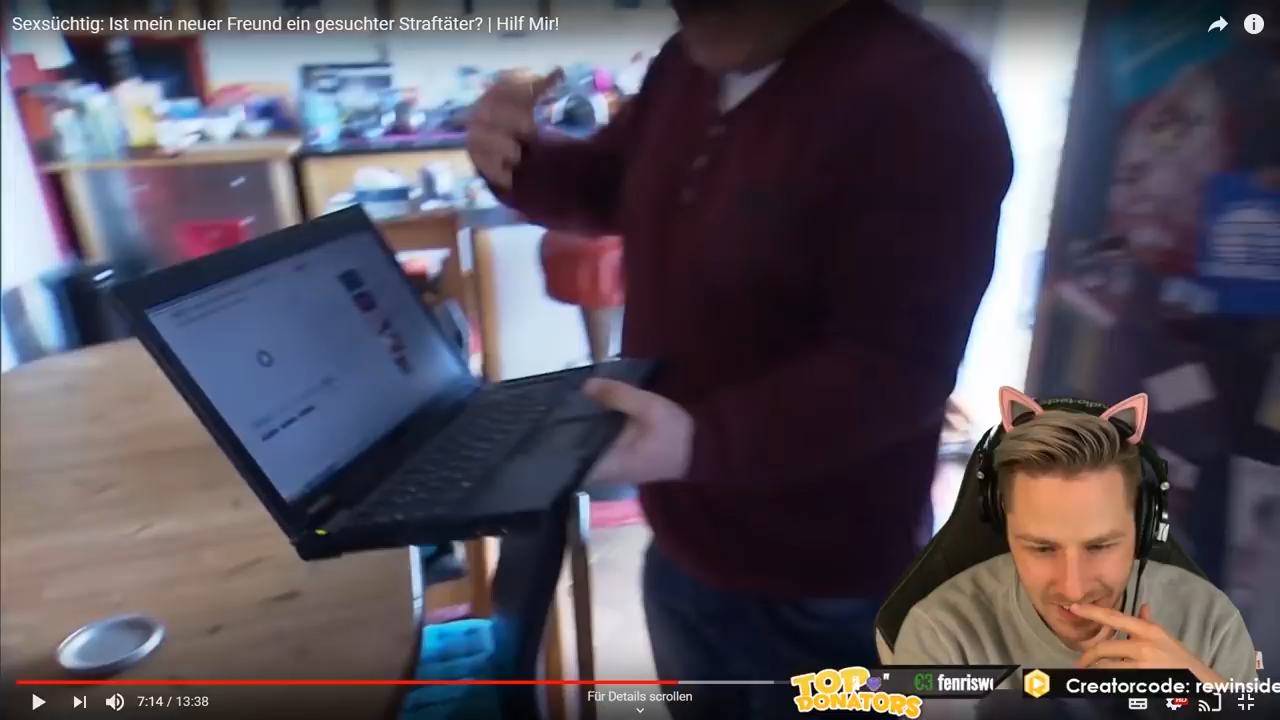 Sexsüchtig: Ist mein neuer Freund ein gesuchter Straftäter? | Hilf Mir!
7:14 / 13:38
Für Details scrollen
TOP
DONATORS
fenrisw
Creatorcode: rewinside
HD